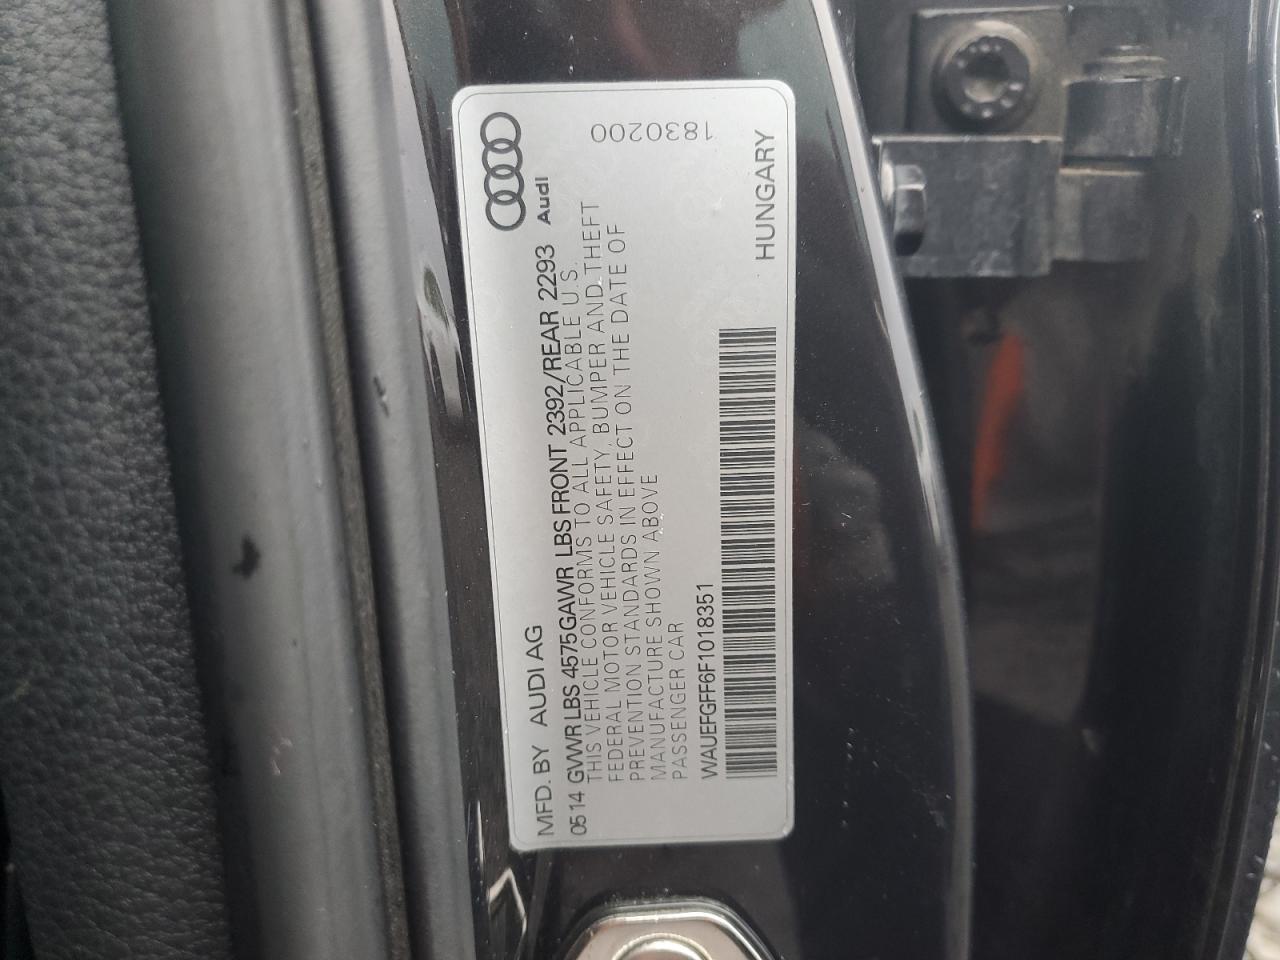 MFD. BY AUDI AG
Audi
0514 GVWR LBS 4575 GAWR LBS FRONT 2392/REAR 2293
THIS VEHICLE CONFORMS TO ALL APPLICABLE U.S.
FEDERAL MOTOR VEHICLE SAFETY, BUMPER AND THEFT
PREVENTION STANDARDS IN EFFECT ON THE DATE OF
MANUFACTURE SHOWN ABOVE
PASSENGER CAR
1830200
WAUEFGFF6F1018351
HUNGARY